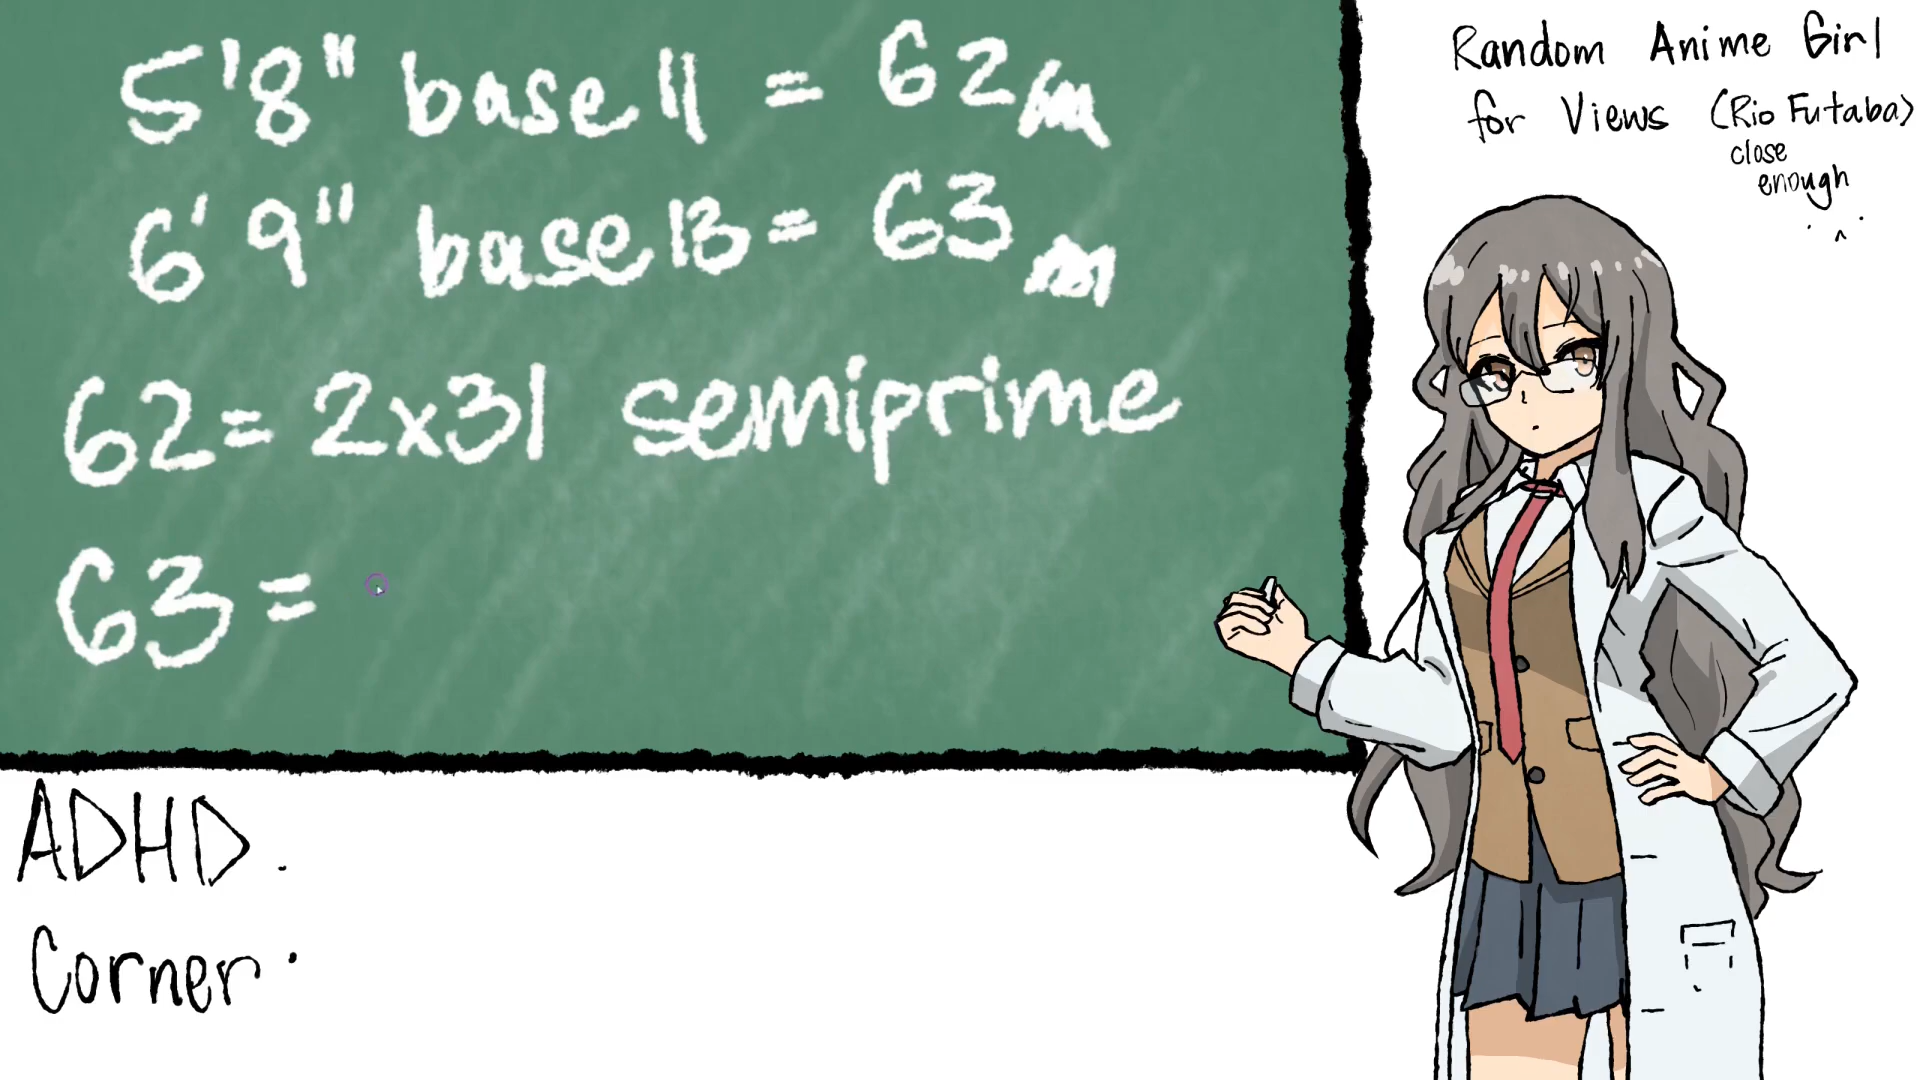 5'8" base 11 = 62
6'9" base 13 = 63
62 = 2x31 semiprime
63 =
Random Anime Girl
for Views (Rio Futaba)
close
enough
ADHD
Corner